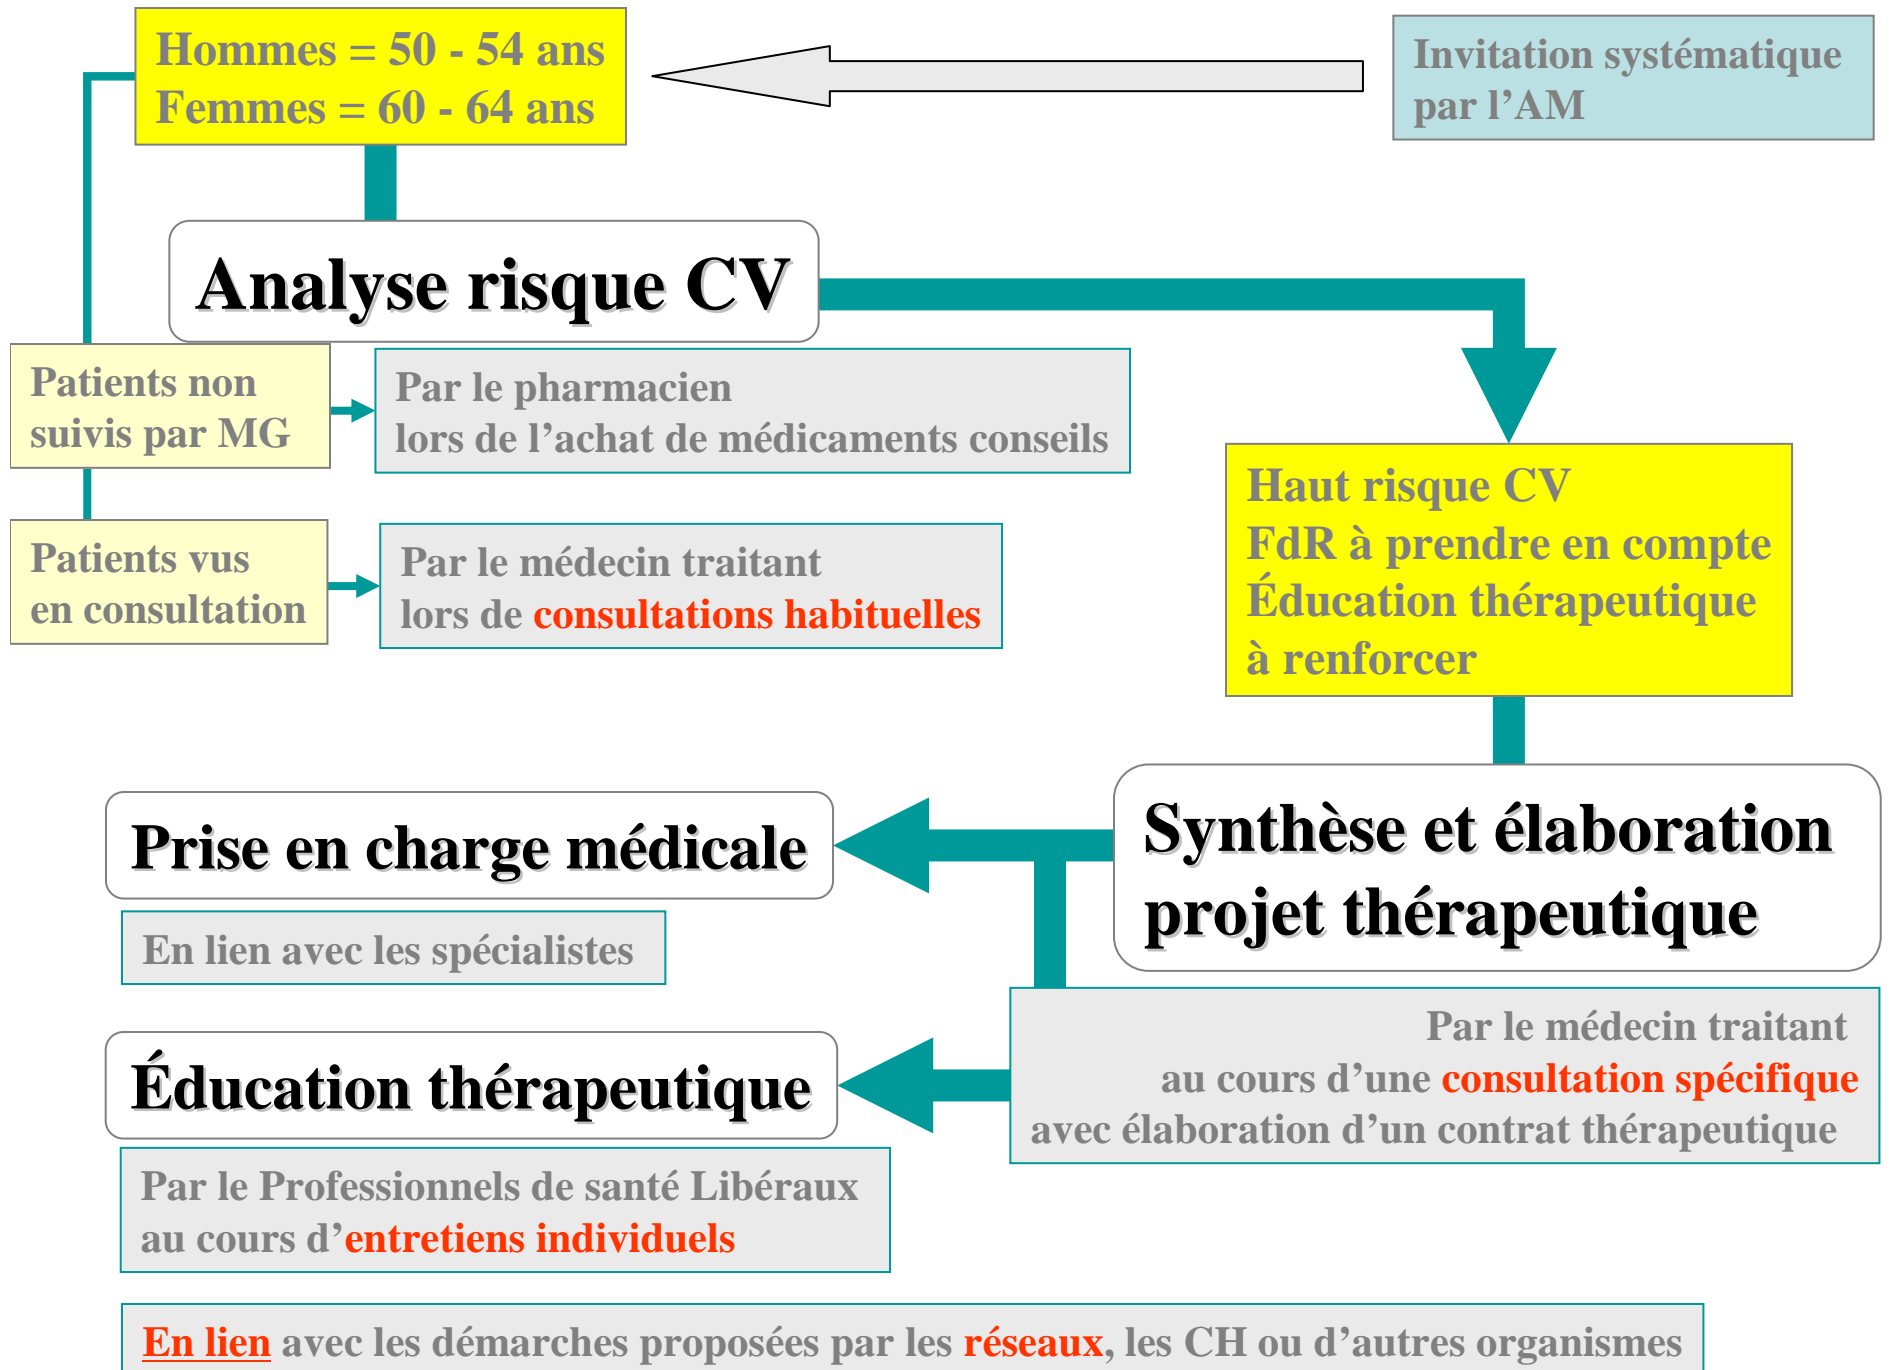 Hommes = 50 - 54 ans
Femmes = 60 - 64 ans
Invitation systématique
par l’AM
Analyse risque CV
Patients non
suivis par MG
Par le pharmacien
lors de l’achat de médicaments conseils
Patients vus
en consultation
Par le médecin traitant
lors de consultations habituelles
Haut risque CV
FdR à prendre en compte
Éducation thérapeutique
à renforcer
Synthèse et élaboration
projet thérapeutique
Par le médecin traitant
au cours d’une consultation spécifique
avec élaboration d’un contrat thérapeutique
Prise en charge médicale
En lien avec les spécialistes
Éducation thérapeutique
Par le Professionnels de santé Libéraux
au cours d’entretiens individuels
En lien avec les démarches proposées par les réseaux, les CH ou d’autres organismes